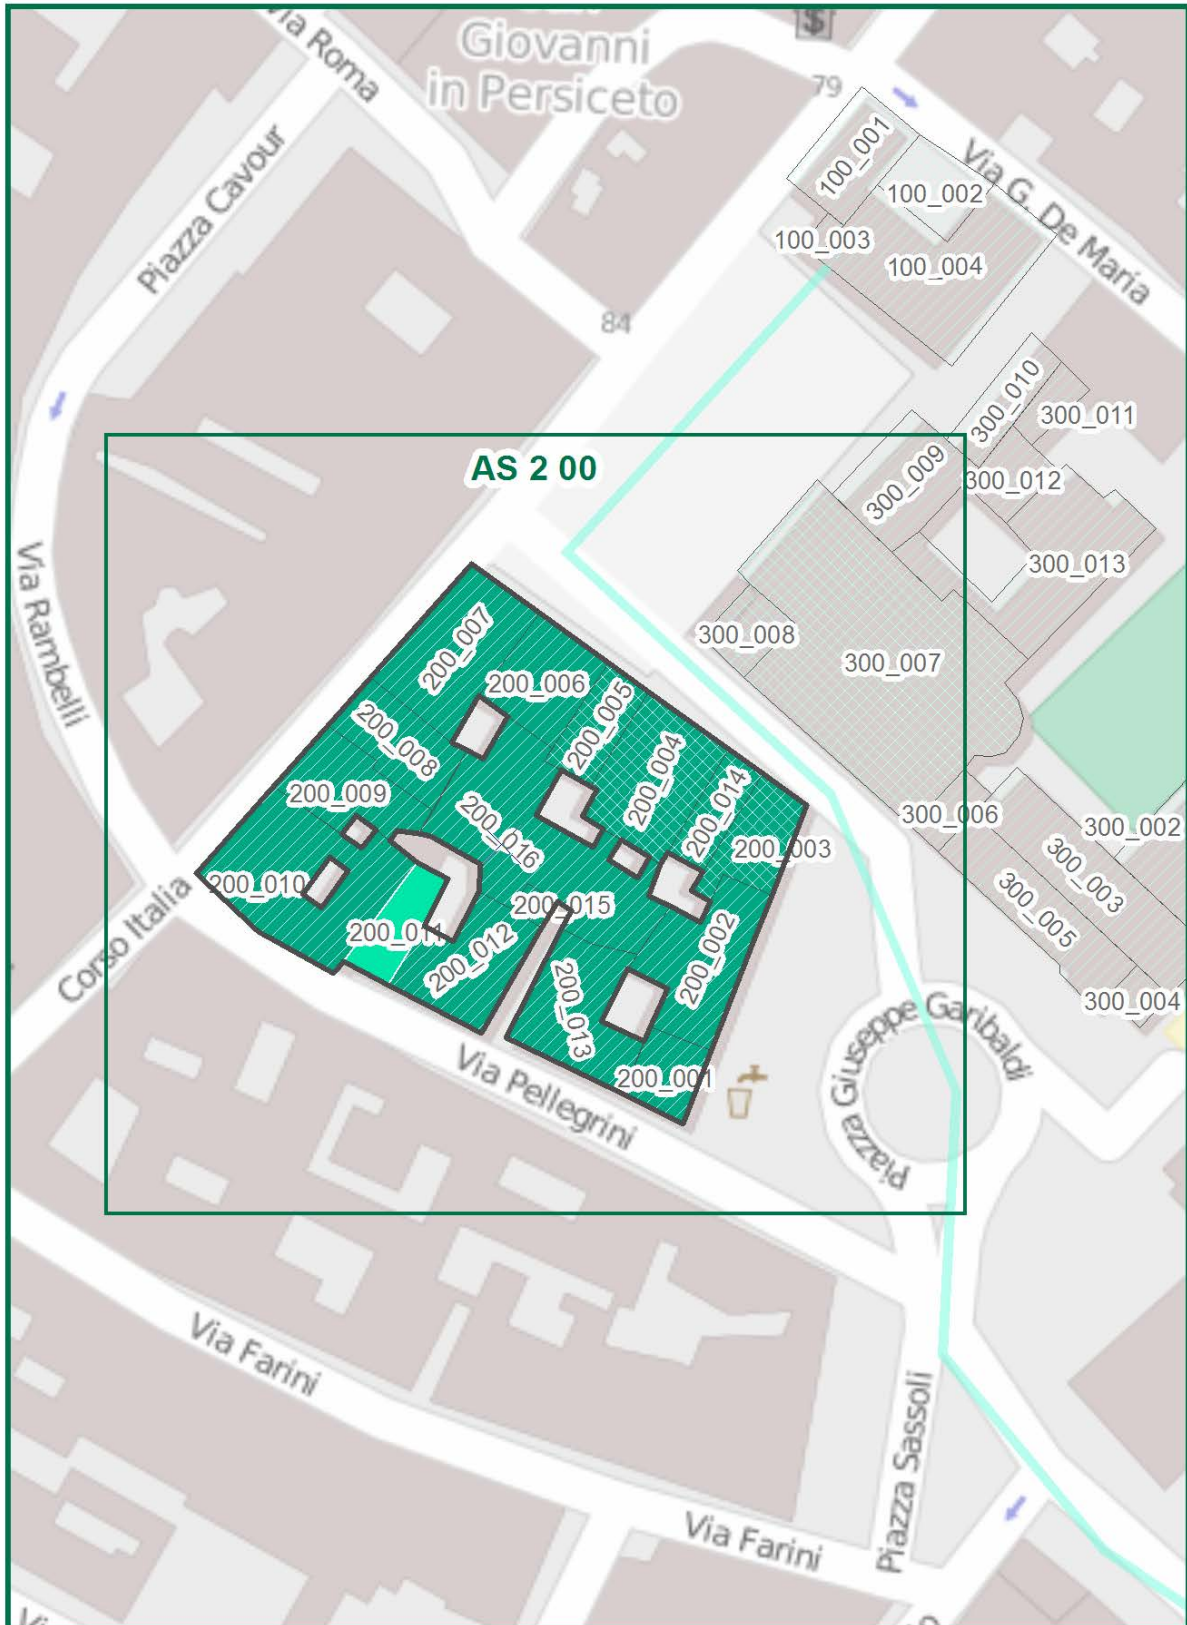 Via Roma
Giovanni
in Persiceto
$
79
Via G. De Maria
100_001
100_002
100_003
100_004
Piazza Cavour
84
300_010
300_011
300_009
300_012
300_013
AS 2 00
Via Rambelli
300_008
300_007
200_007
200_006
200_005
200_008
200_004
200_014
200_009
200_016
200_003
300_006
300_002
300_003
300_005
300_004
200_010
200_015
200_011
200_012
200_002
200_013
200_001
Corso Italia
Via Pellegrini
Piazza Giuseppe Garibaldi
Via Farini
Piazza Sassoli
Via Farini